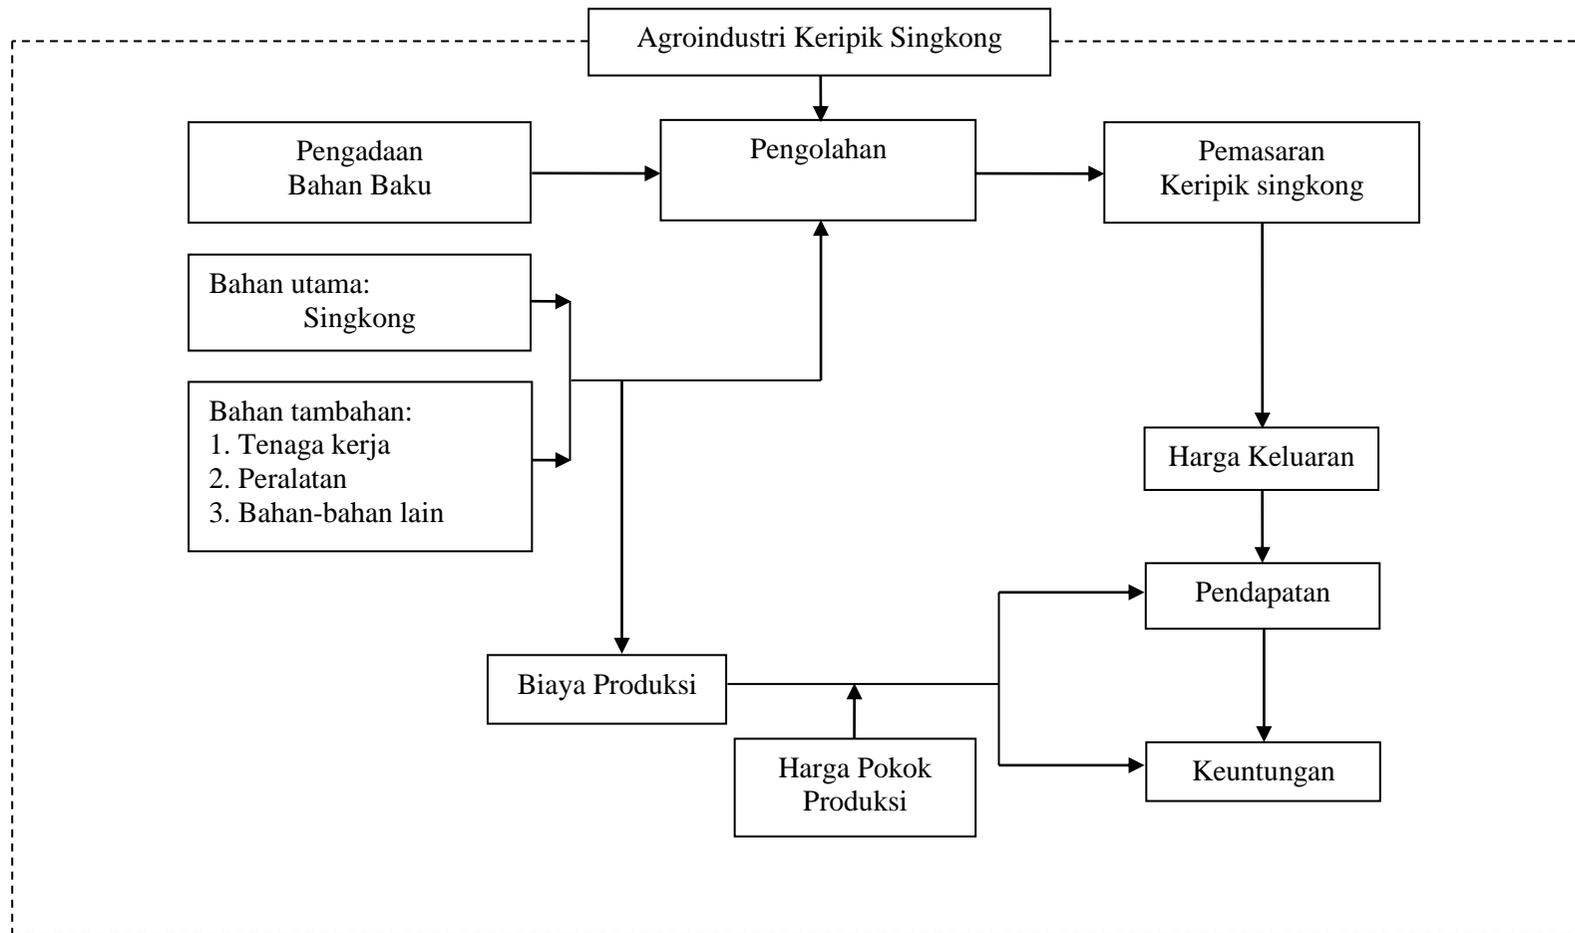 Agroindustri Keripik Singkong
Pengadaan
Bahan Baku
Pengolahan
Pemasaran
Keripik singkong
Bahan utama:
Singkong
Bahan tambahan:
1. Tenaga kerja
2. Peralatan
3. Bahan-bahan lain
Harga Keluaran
Pendapatan
Biaya Produksi
Harga Pokok
Produksi
Keuntungan